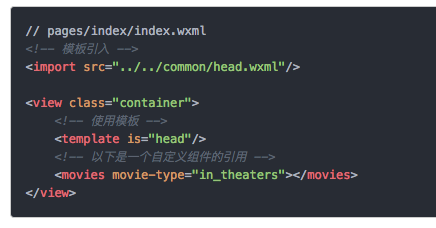 // pages/index/index.wxml
<!-- 模板引入 -->
<import src="../../common/head.wxml"/>
<view class="container">
<!-- 使用模板 -->
<template is="head"/>
<!-- 以下是一个自定义组件的引用 -->
<movies movie-type="in_theaters"></movies>
</view>